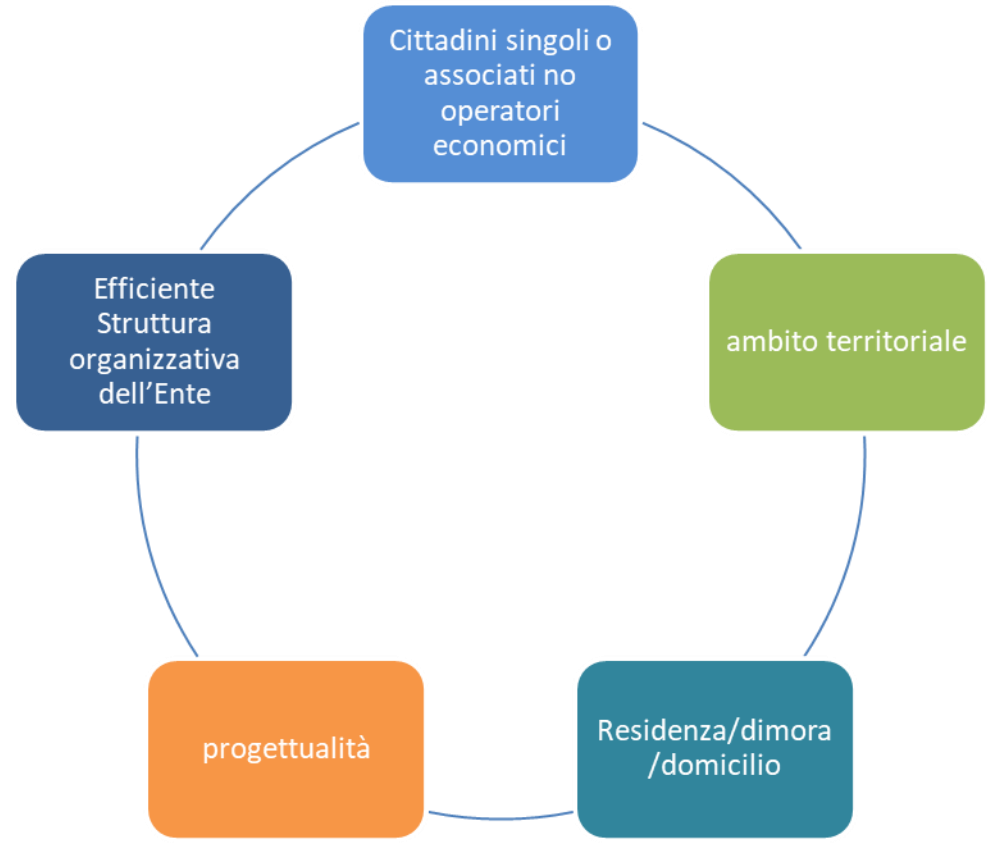 Cittadini singoli o
associati no
operatori
economici
Efficiente
Struttura
organizzativa
dell’Ente
ambito territoriale
progettualità
Residenza/dimora
/domicilio